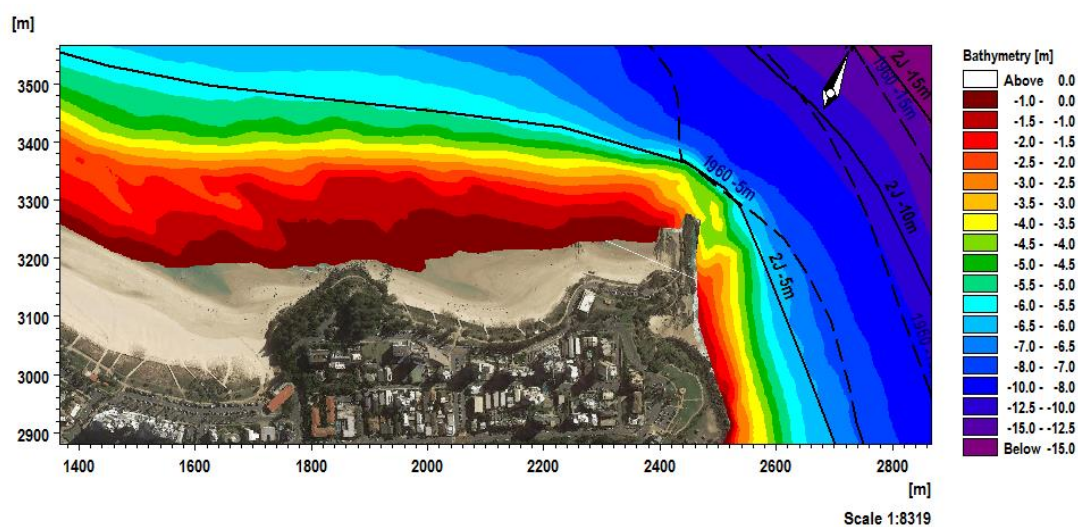 [m]
3500
3400
3300
3200
3100
3000
2900
1400
1600
1800
2000
2200
2400
2600
2800
[m]
Scale 1:8319
1960 -5m
2J -5m
2J -10m
1960 -15m
2J -15m
1960
Bathymetry [m]
Above 0.0
-1.0 - 0.0
-1.5 - -1.0
-2.0 - -1.5
-2.5 - -2.0
-3.0 - -2.5
-3.5 - -3.0
-4.0 - -3.5
-4.5 - -4.0
-5.0 - -4.5
-5.5 - -5.0
-6.0 - -5.5
-6.5 - -6.0
-7.0 - -6.5
-8.0 - -7.0
-10.0 - -8.0
-12.5 - -10.0
-15.0 - -12.5
Below -15.0